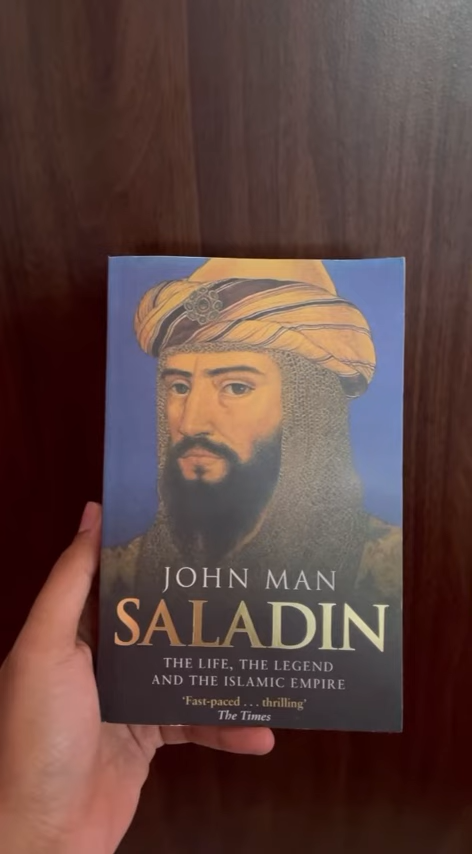 JOHN MAN
SALADIN
THE LIFE, THE LEGEND
AND THE ISLAMIC EMPIRE
‘Fast-paced . . . thrilling’
The Times